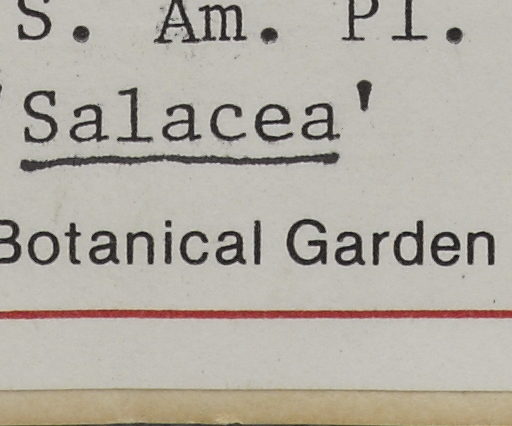 S. Am. Pl.
'Salacea'
Botanical Garden